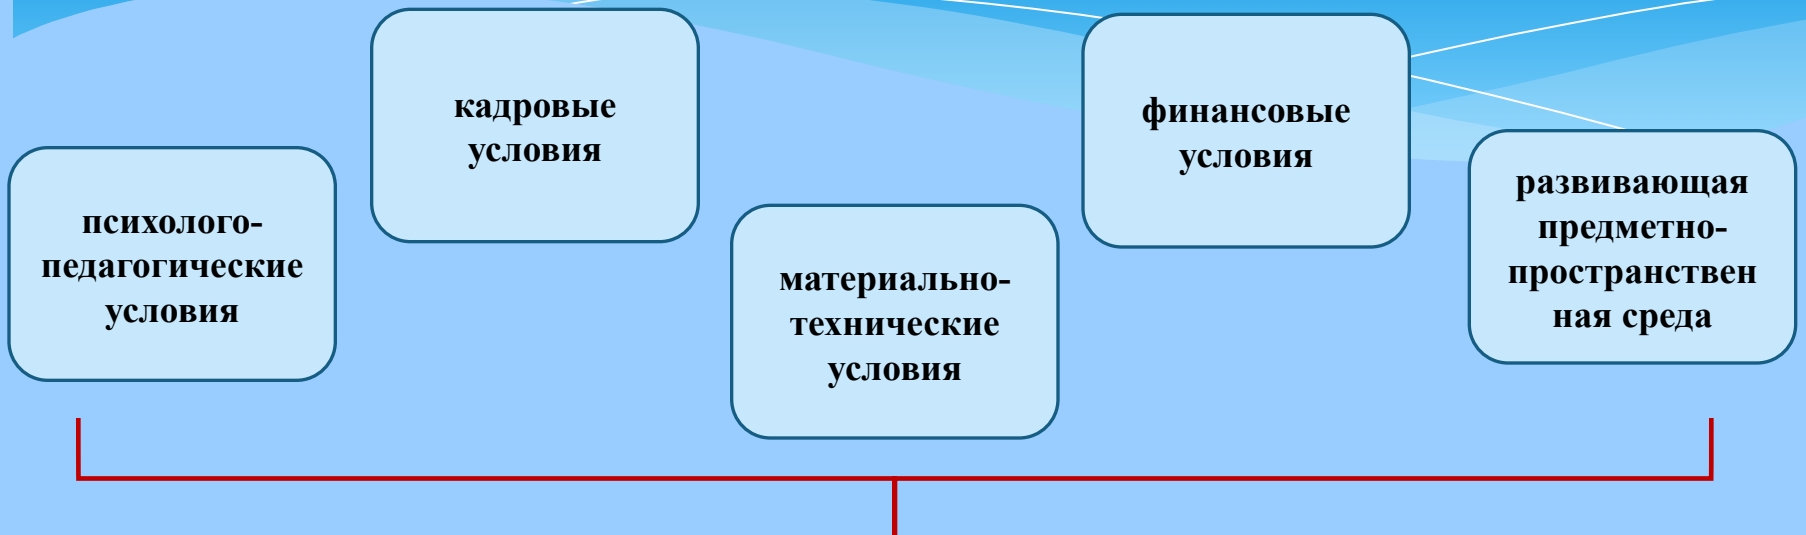 психолого-
педагогические
условия
кадровые
условия
материально-
технические
условия
финансовые
условия
развивающая
предметно-
пространствен
ная среда